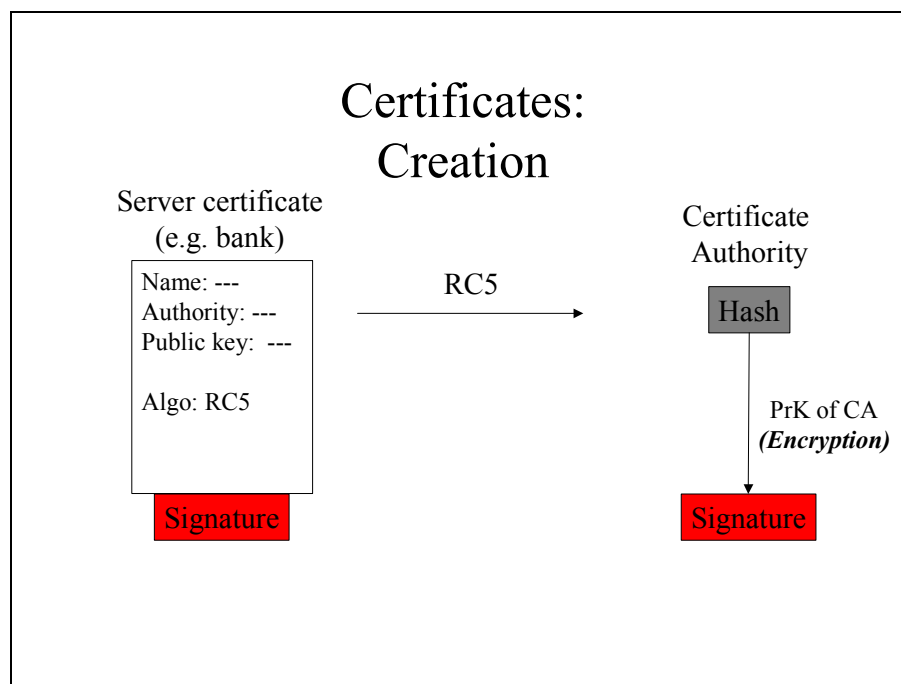 Certificates:
Creation
Server certificate
(e.g. bank)
Name: ---
Authority: ---
Public key:  ---
Algo: RC5
Signature
RC5
Certificate
Authority
Hash
PrK of CA
(Encryption)
Signature